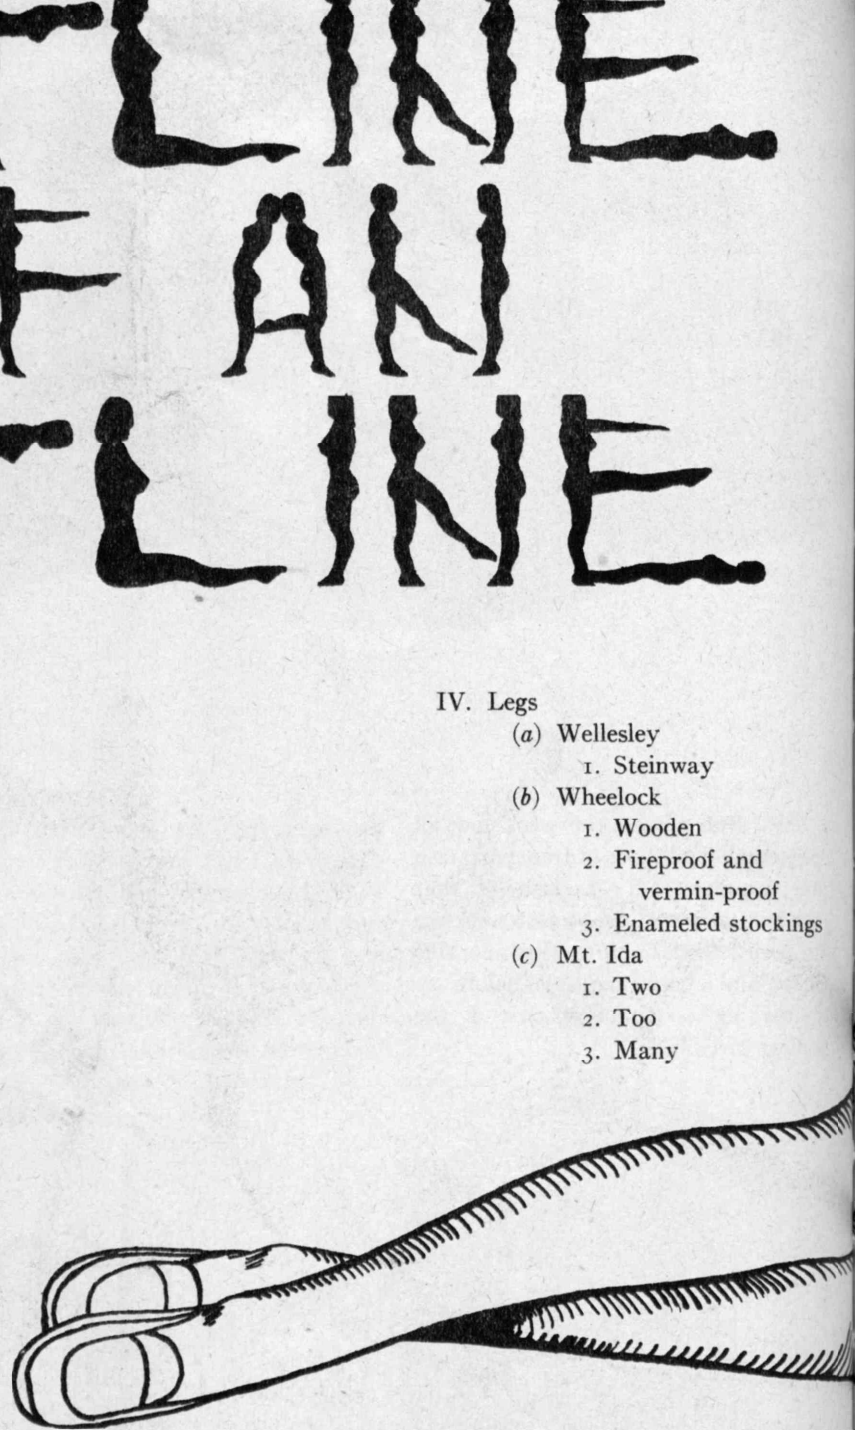 LINE
F AN
LINE
IV. Legs
(a) Wellesley
1. Steinway
(b) Wheelock
1. Wooden
2. Fireproof and
vermin-proof
3. Enameled stockings
(c) Mt. Ida
1. Two
2. Too
3. Many